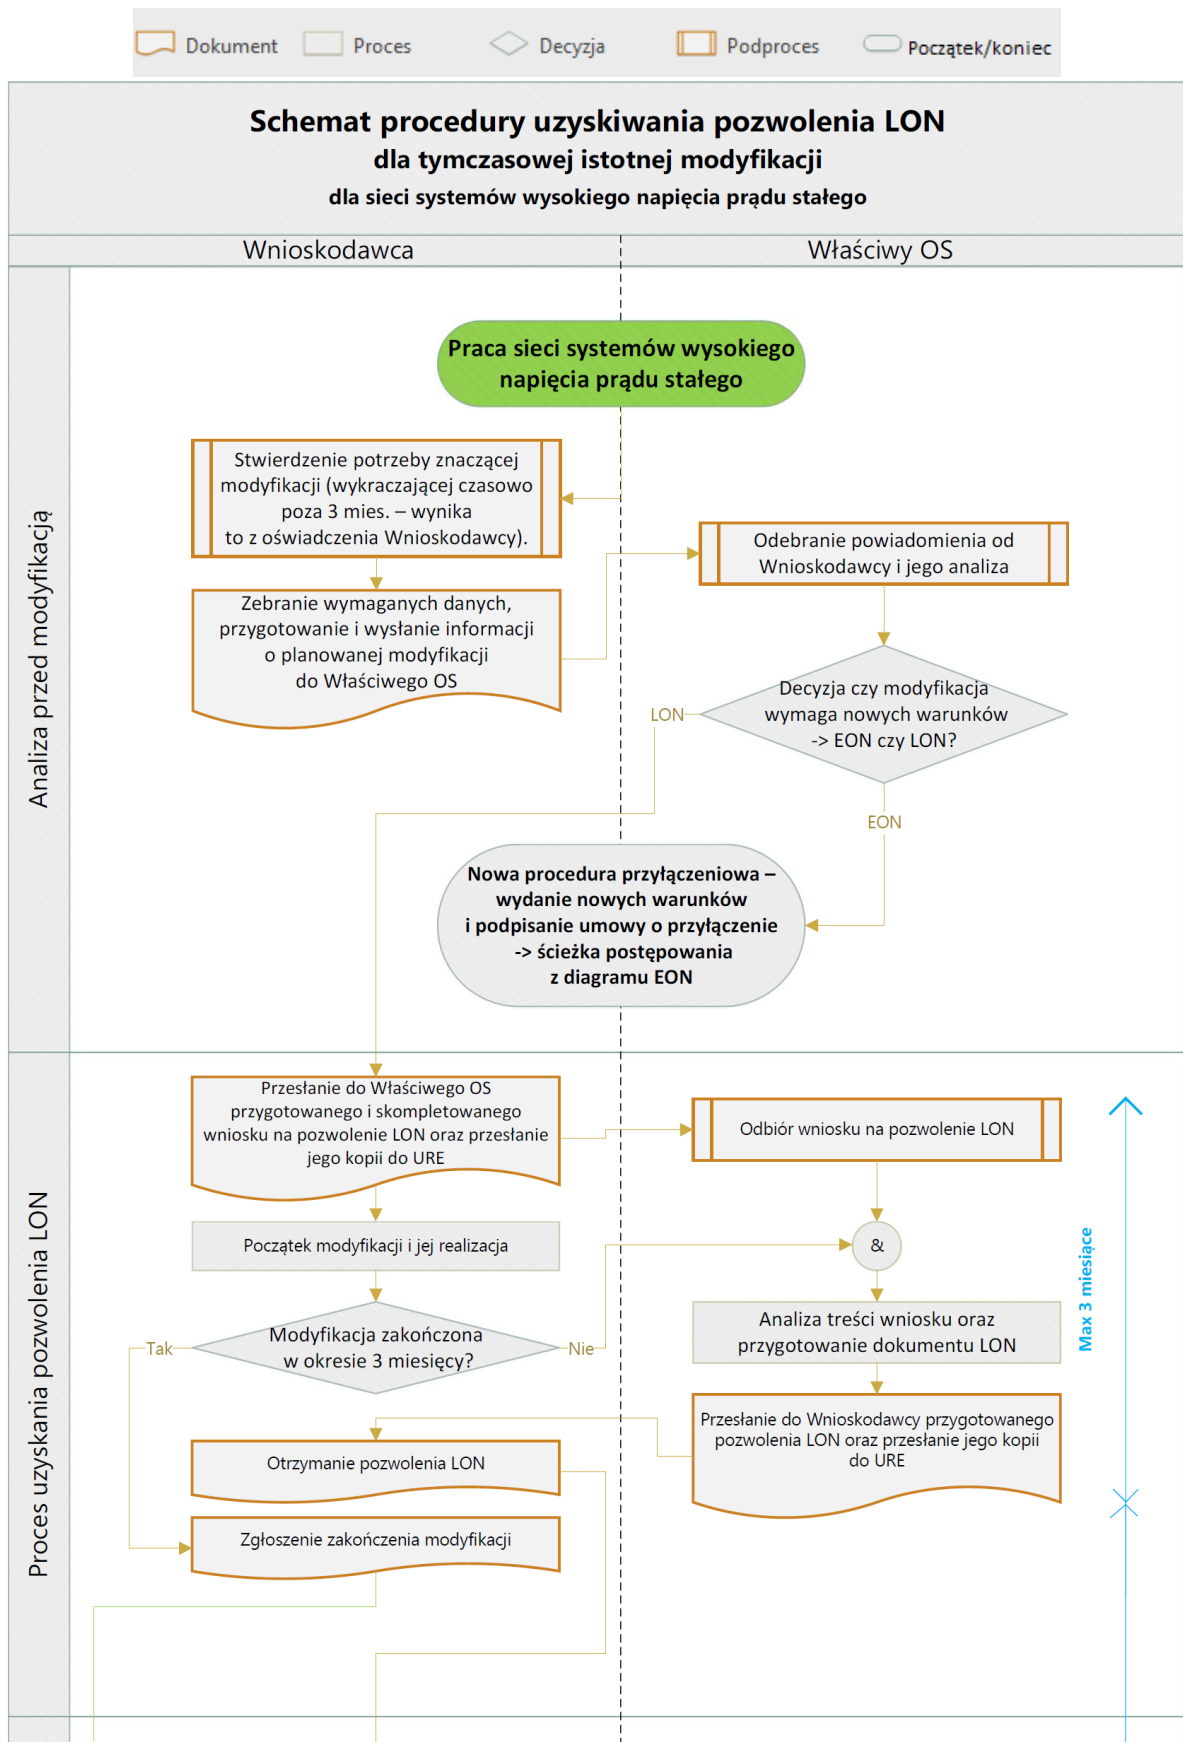 Dokument
Proces
Decyzja
Podproces
Początek/koniec
Schemat procedury uzyskiwania pozwolenia LON
dla tymczasowej istotnej modyfikacji
dla sieci systemów wysokiego napięcia prądu stałego
Wnioskodawca
Właściwy OS
Analiza przed modyfikacją
Praca sieci systemów wysokiego
napięcia prądu stałego
Stwierdzenie potrzeby znaczącej
modyfikacji (wykraczającej czasowo
poza 3 mies. – wynika
to z oświadczenia Wnioskodawcy).
Odebranie powiadomienia od
Wnioskodawcy i jego analiza
Zebranie wymaganych danych,
przygotowanie i wysłanie informacji
o planowanej modyfikacji
do Właściwego OS
Decyzja czy modyfikacja
wymaga nowych warunków
-> EON czy LON?
LON
EON
Nowa procedura przyłączeniowa –
wydanie nowych warunków
i podpisanie umowy o przyłączenie
-> ścieżka postępowania
z diagramu EON
Proces uzyskania pozwolenia LON
Przesłanie do Właściwego OS
przygotowanego i skompletowanego
wniosku na pozwolenie LON oraz przesłanie
jego kopii do URE
Odbiór wniosku na pozwolenie LON
Początek modyfikacji i jej realizacja
&
Modyfikacja zakończona
w okresie 3 miesięcy?
Tak
Nie
Analiza treści wniosku oraz
przygotowanie dokumentu LON
Max 3 miesiące
Przesłanie do Wnioskodawcy przygotowanego
pozwolenia LON oraz przesłanie jego kopii
do URE
Otrzymanie pozwolenia LON
Zgłoszenie zakończenia modyfikacji